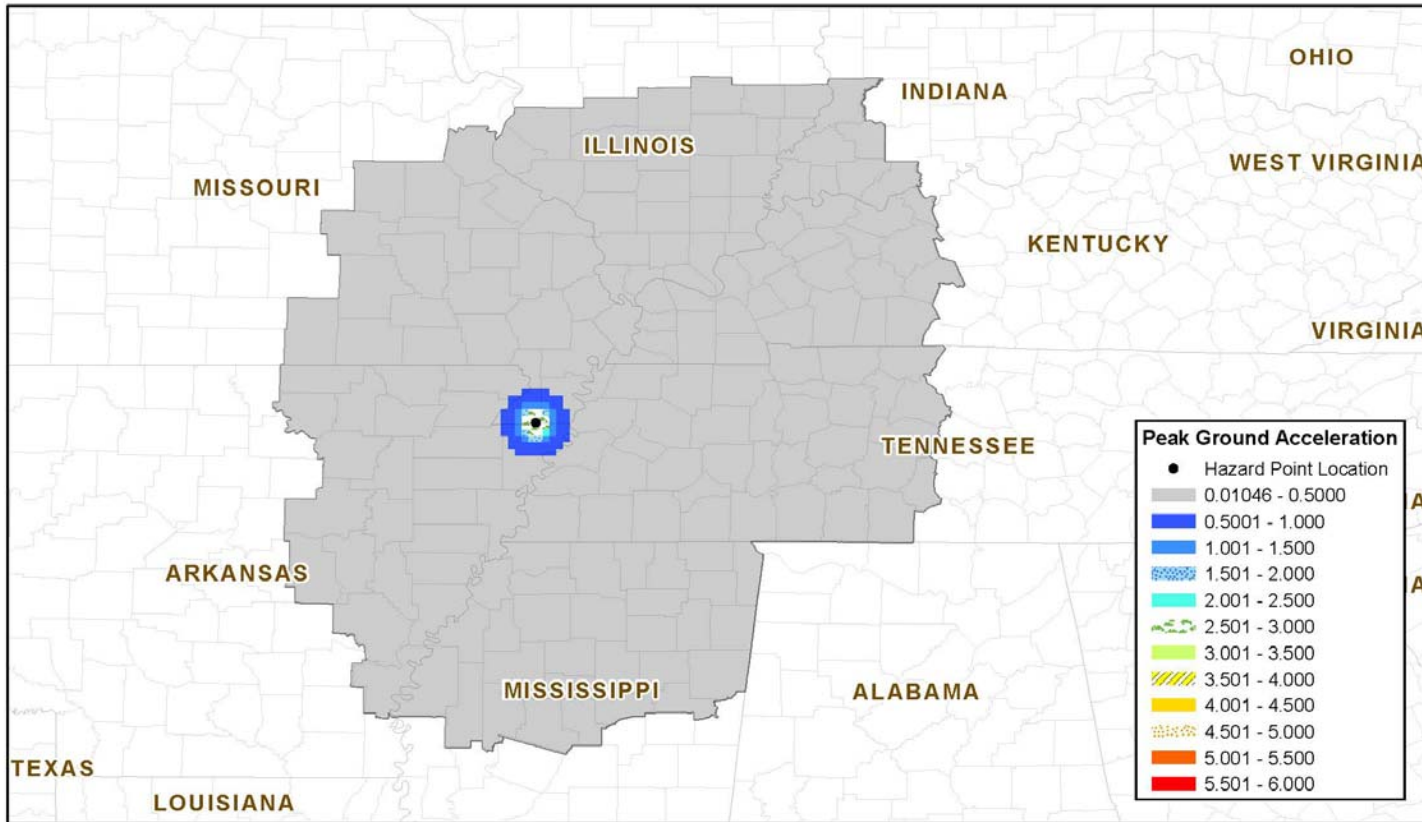 OHIO
INDIANA
ILLINOIS
WEST VIRGINIA
MISSOURI
KENTUCKY
VIRGINIA
TENNESSEE
ARKANSAS
MISSISSIPPI
ALABAMA
TEXAS
LOUISIANA
A
A
Peak Ground Acceleration
Hazard Point Location
0.01046 - 0.5000
0.5001 - 1.000
1.001 - 1.500
1.501 - 2.000
2.001 - 2.500
2.501 - 3.000
3.001 - 3.500
3.501 - 4.000
4.001 - 4.500
4.501 - 5.000
5.001 - 5.500
5.501 - 6.000